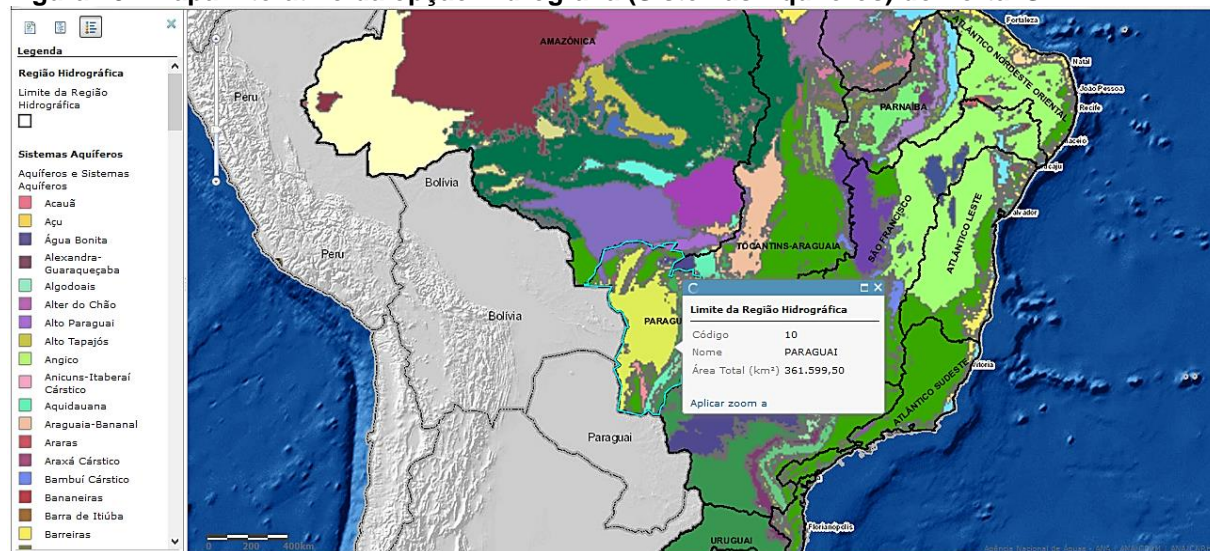 Legenda
Região Hidrográfica
Limite da Região
Hidrográfica
Sistemas Aquíferos
Aquíferos e Sistemas
Aquíferos
Acauã
Açu
Água Bonita
Alexandra-
Guaraqueçaba
Algodoais
Alter do Chão
Alto Paraguai
Alto Tapajós
Angico
Anicuns-Itaberaí
Cárstico
Aquidauana
Araguaia-Bananal
Araras
Araxá Cárstico
Bambuí Cárstico
Bananeiras
Barra de Itiúba
Barreiras
AMAZÔNICA
Peru
Bolívia
Peru
Bolívia
Paraguai
PARNAÍBA
ATLÂNTICO NORDESTE ORIENTAL
Fortaleza
Natal
João Pessoa
Recife
TOCANTINS-ARAGUAIA
SÃO FRANCISCO
ATLÂNTICO LESTE
ATLÂNTICO SUDESTE
PARAGU
Limite da Região Hidrográfica
Código 10
Nome PARAGUAI
Área Total (km²) 361.599,50
Aplicar zoom a
Florianopolis
URUGUAI
0 200 400km